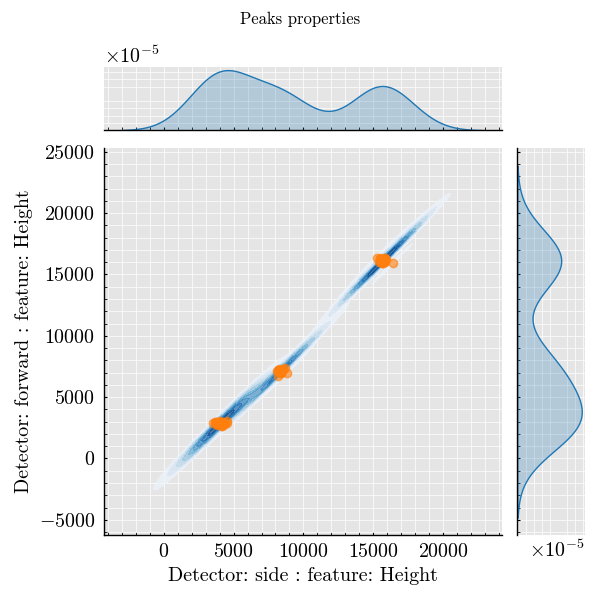 Peaks properties
×10⁻⁵
25000
20000
15000
10000
5000
0
−5000
Detector: forward : feature: Height
0 5000 10000 15000 20000
×10⁻⁵
Detector: side : feature: Height